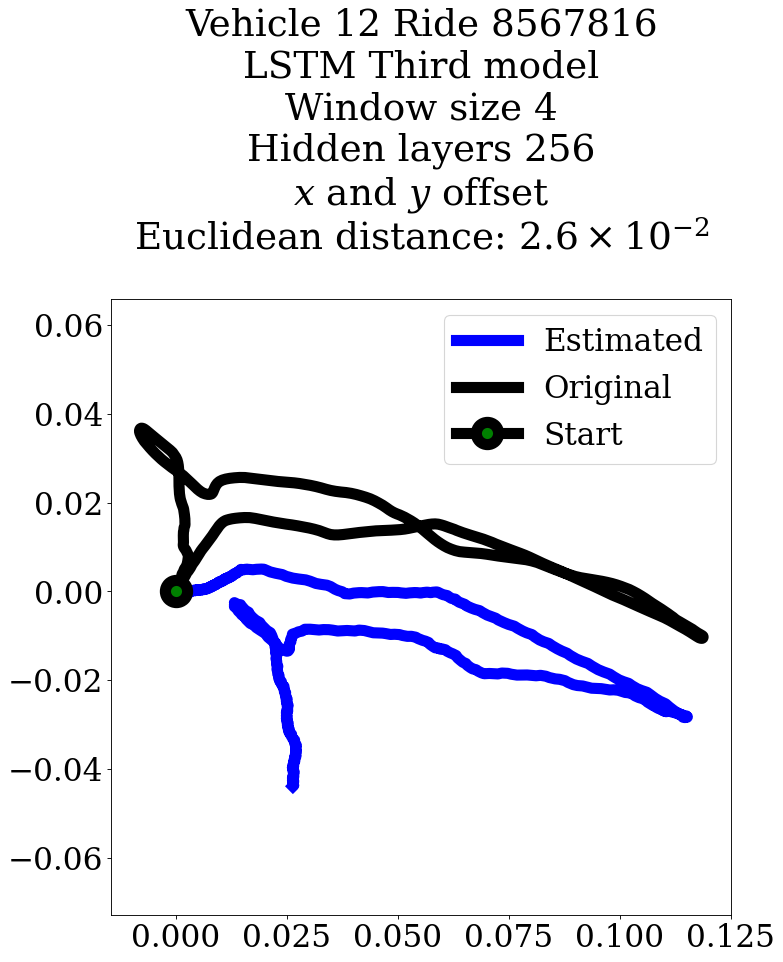 Vehicle 12 Ride 8567816
LSTM Third model
Window size 4
Hidden layers 256
x and y offset
Euclidean distance: 2.6 × 10⁻²
Estimated
Original
Start
0.06
0.04
0.02
0.00
−0.02
−0.04
−0.06
0.000 0.025 0.050 0.075 0.100 0.125